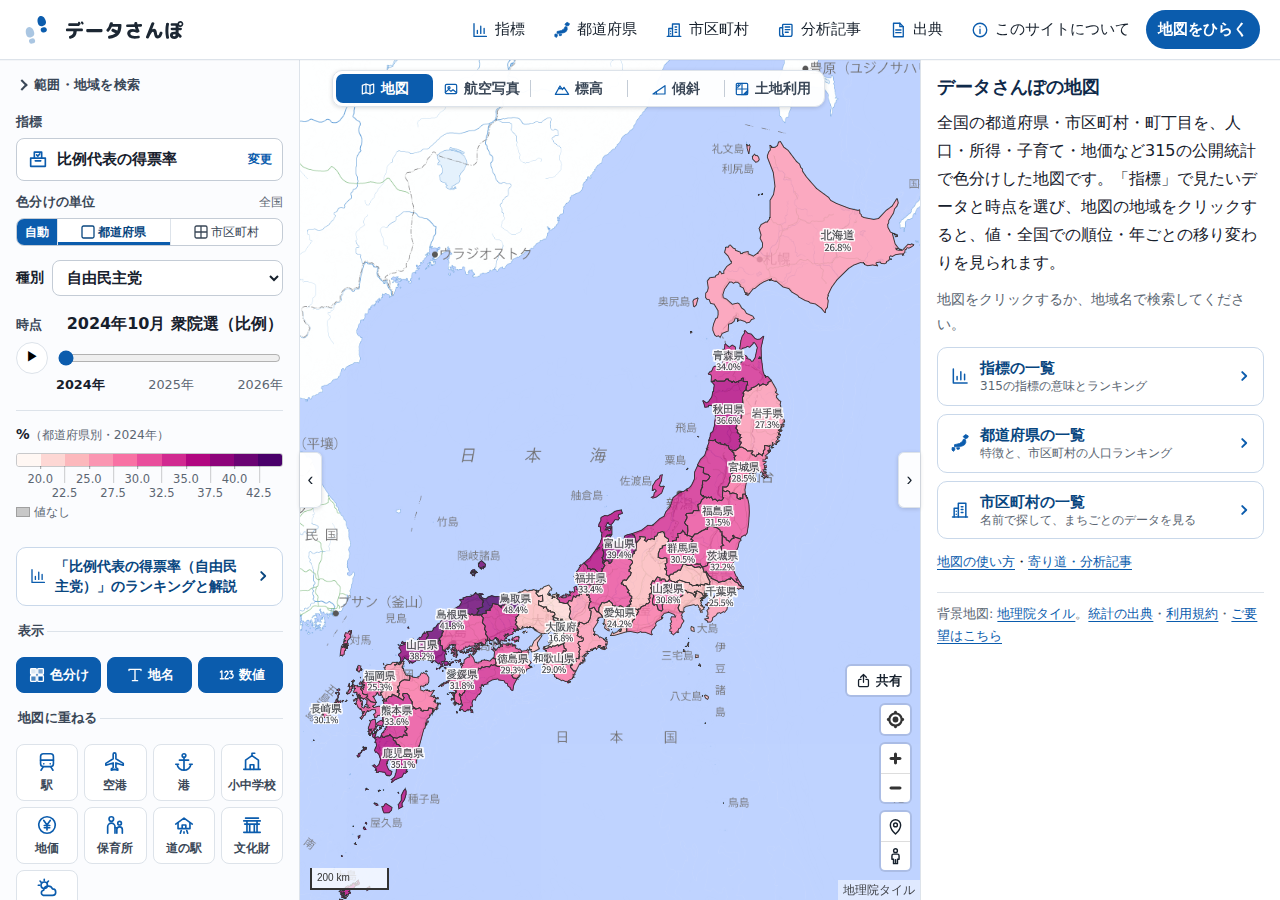 データさんぽ
指標
都道府県
市区町村
分析記事
出典
このサイトについて
地図をひらく
範囲・地域を検索
指標
比例代表の得票率
変更
色分けの単位
全国
自動
都道府県
市区町村
種別
自由民主党
時点
2024年10月 衆院選（比例）
2024年
2025年
2026年
%（都道府県別・2024年）
20.0
25.0
30.0
35.0
40.0
22.5
27.5
32.5
37.5
42.5
値なし
「比例代表の得票率（自由民
主党）」のランキングと解説
表示
色分け
地名
123 数値
地図に重ねる
駅
空港
港
小中学校
地価
保育所
道の駅
文化財
地図
航空写真
標高
傾斜
土地利用
豊原（ユジノサハ
礼文島
利尻島
国
北海道
26.8%
札幌
ウラジオストク
奥尻島
青森県
34.0%
秋田県
36.6%
岩手県
27.3%
飛島
（平壌）
日 本 海
粟島
宮城県
28.5%
佐渡島
舳倉島
竹島
福島県
31.5%
民 国
富山県
39.4%
群馬県
30.5%
茨城県
32.2%
隠岐諸島
福井県
33.4%
山梨県
30.8%
千葉県
25.5%
鳥取県
48.4%
プサン（釜山）
見島
島根県
41.8%
愛知県
24.2%
大阪府
16.8%
大島
対馬
山口県
38.2%
徳島県
29.3%
和歌山県
29.0%
三宅島
伊
豆
諸
島
福岡県
25.3%
愛媛県
31.8%
八丈島
長崎県
30.1%
熊本県
33.6%
日 本 国
鹿児島県
35.1%
種子島
屋久島
鳥島
南
200 km
共有
地理院タイル
データさんぽの地図
全国の都道府県・市区町村・町丁目を、人
口・所得・子育て・地価など315の公開統計
で色分けした地図です。「指標」で見たいデ
ータと時点を選び、地図の地域をクリックす
ると、値・全国での順位・年ごとの移り変わ
りを見られます。
地図をクリックするか、地域名で検索してくださ
い。
指標の一覧
315の指標の意味とランキング
都道府県の一覧
特徴と、市区町村の人口ランキング
市区町村の一覧
名前で探して、まちごとのデータを見る
地図の使い方・寄り道・分析記事
背景地図: 地理院タイル。統計の出典・利用規約・ご要
望はこちら